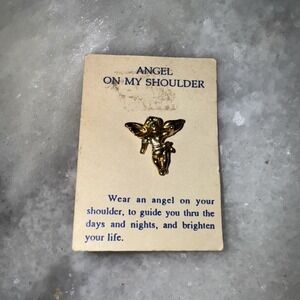 ANGEL
ON MY SHOULDER
Wear an angel on your
shoulder, to guide you thru the
days and nights, and brighten
your life.